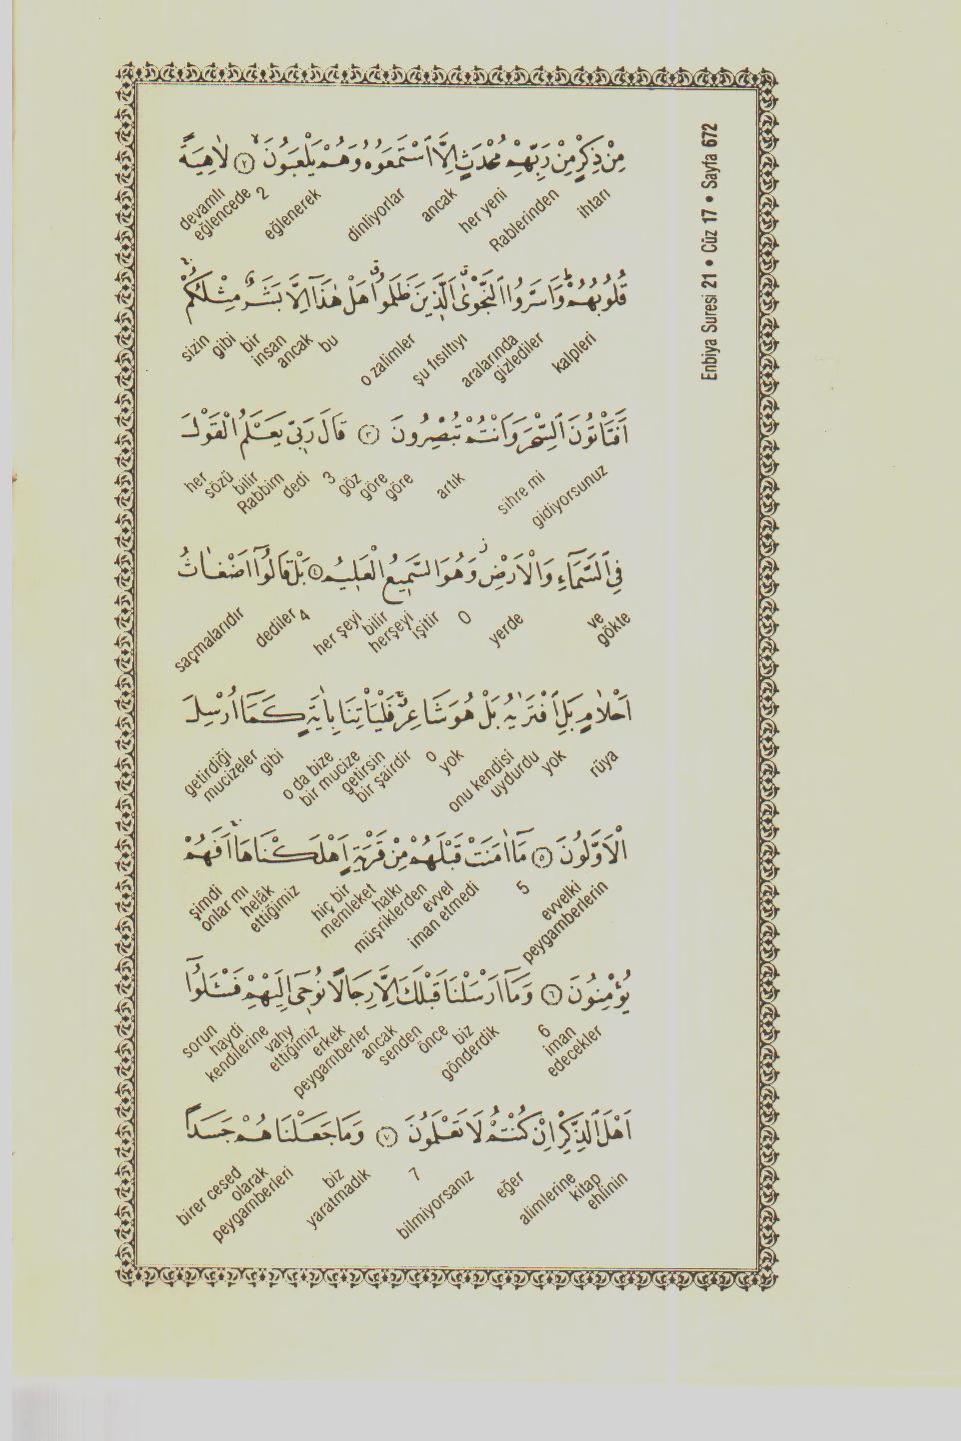 Enbiya Suresi 21 • Cüz 17 • Sayfa 672
مِنْ ذِكْرٍ مِنْ رَبِّهِمْ مُحْدَثٍ اِلَّا اسْتَمَعُوهُ وَهُمْ يَلْعَبُونَ ﴿٢﴾ لَاهِيَةً
ihtarı Rablerinden her yeni ancak dinliyorlar eğlenerek 2 devamlı eğlencede
قُلُوبُهُمْ وَاَسَرُّوا النَّجْوٰى اَلَّذِينَ ظَلَمُوا هَلْ هٰذَٓا اِلَّا بَشَرٌ مِثْلُكُمْ
kalpleri aralarında gizlediler şu fısıltıyı o zalimler bu ancak insan bir gibi sizin
اَفَتَأْتُونَ السِّحْرَ وَاَنْتُمْ تُبْصِرُونَ ﴿٣﴾ قَالَ رَبِّي يَعْلَمُ الْقَوْلَ
gidiyorsunuz sihre mi artık göre göre göz 3 dedi Rabbim bilir sözü her
فِي السَّمَٓاءِ وَالْاَرْضِ وَهُوَ السَّمِيعُ الْعَلِيمُ ﴿٤﴾ بَلْ قَالُٓوا اَضْغَاثُ
gökte ve yerde O İşitir herşeyi bilir her şeyi 4 dediler saçmalarıdır
اَحْلَامٍ بَلِ افْتَرٰيهُ بَلْ هُوَ شَاعِرٌ فَلْيَأْتِنَا بِاٰيَةٍ كَمَٓا اُرْسِلَ
rüya yok uydurdu onu kendisi yok o bir şairdir getirsin bir mucize o da bize gibi mucizeler getirdiği
الْاَوَّلُونَ ﴿٥﴾ مَٓا اٰمَنَتْ قَبْلَهُمْ مِنْ قَرْيَةٍ اَهْلَكْنَاهَا اَفَهُمْ
peygamberlerin evvelki 5 iman etmedi evvel müşriklerden halkı memleket hiç bir ettiğimiz helâk onlar mı şimdi
يُؤْمِنُونَ ﴿٦﴾ وَمَٓا اَرْسَلْنَا قَبْلَكَ اِلَّا رِجَالًا نُوحِٓي اِلَيْهِمْ فَسْـَٔلُٓوا
edecekler iman 6 gönderdik biz önce senden ancak peygamberler erkek ettiğimiz vahy kendilerine haydi sorun
اَهْلَ الذِّكْرِ اِنْ كُنْتُمْ لَا تَعْلَمُونَ ﴿٧﴾ وَمَا جَعَلْنَاهُمْ جَسَدًا
ehlinin kitap alimlerine eğer bilmiyorsanız 7 yaratmadık biz peygamberleri olarak birer cesed